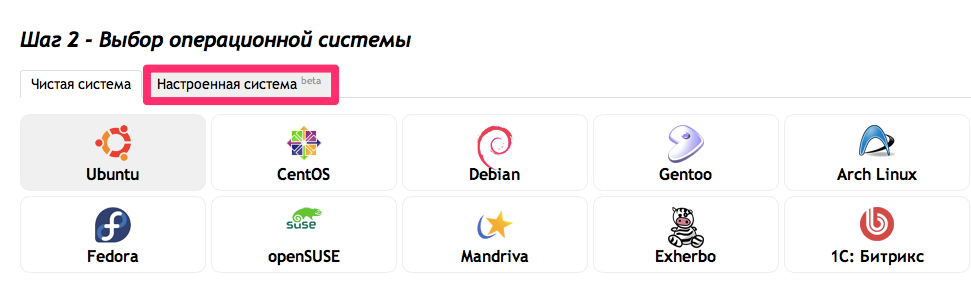 Шаг 2 - Выбор операционной системы
Чистая система Настроенная система beta
Ubuntu CentOS Debian Gentoo Arch Linux
SUSE
Fedora openSUSE Mandriva Exherbo 1С: Битрикс